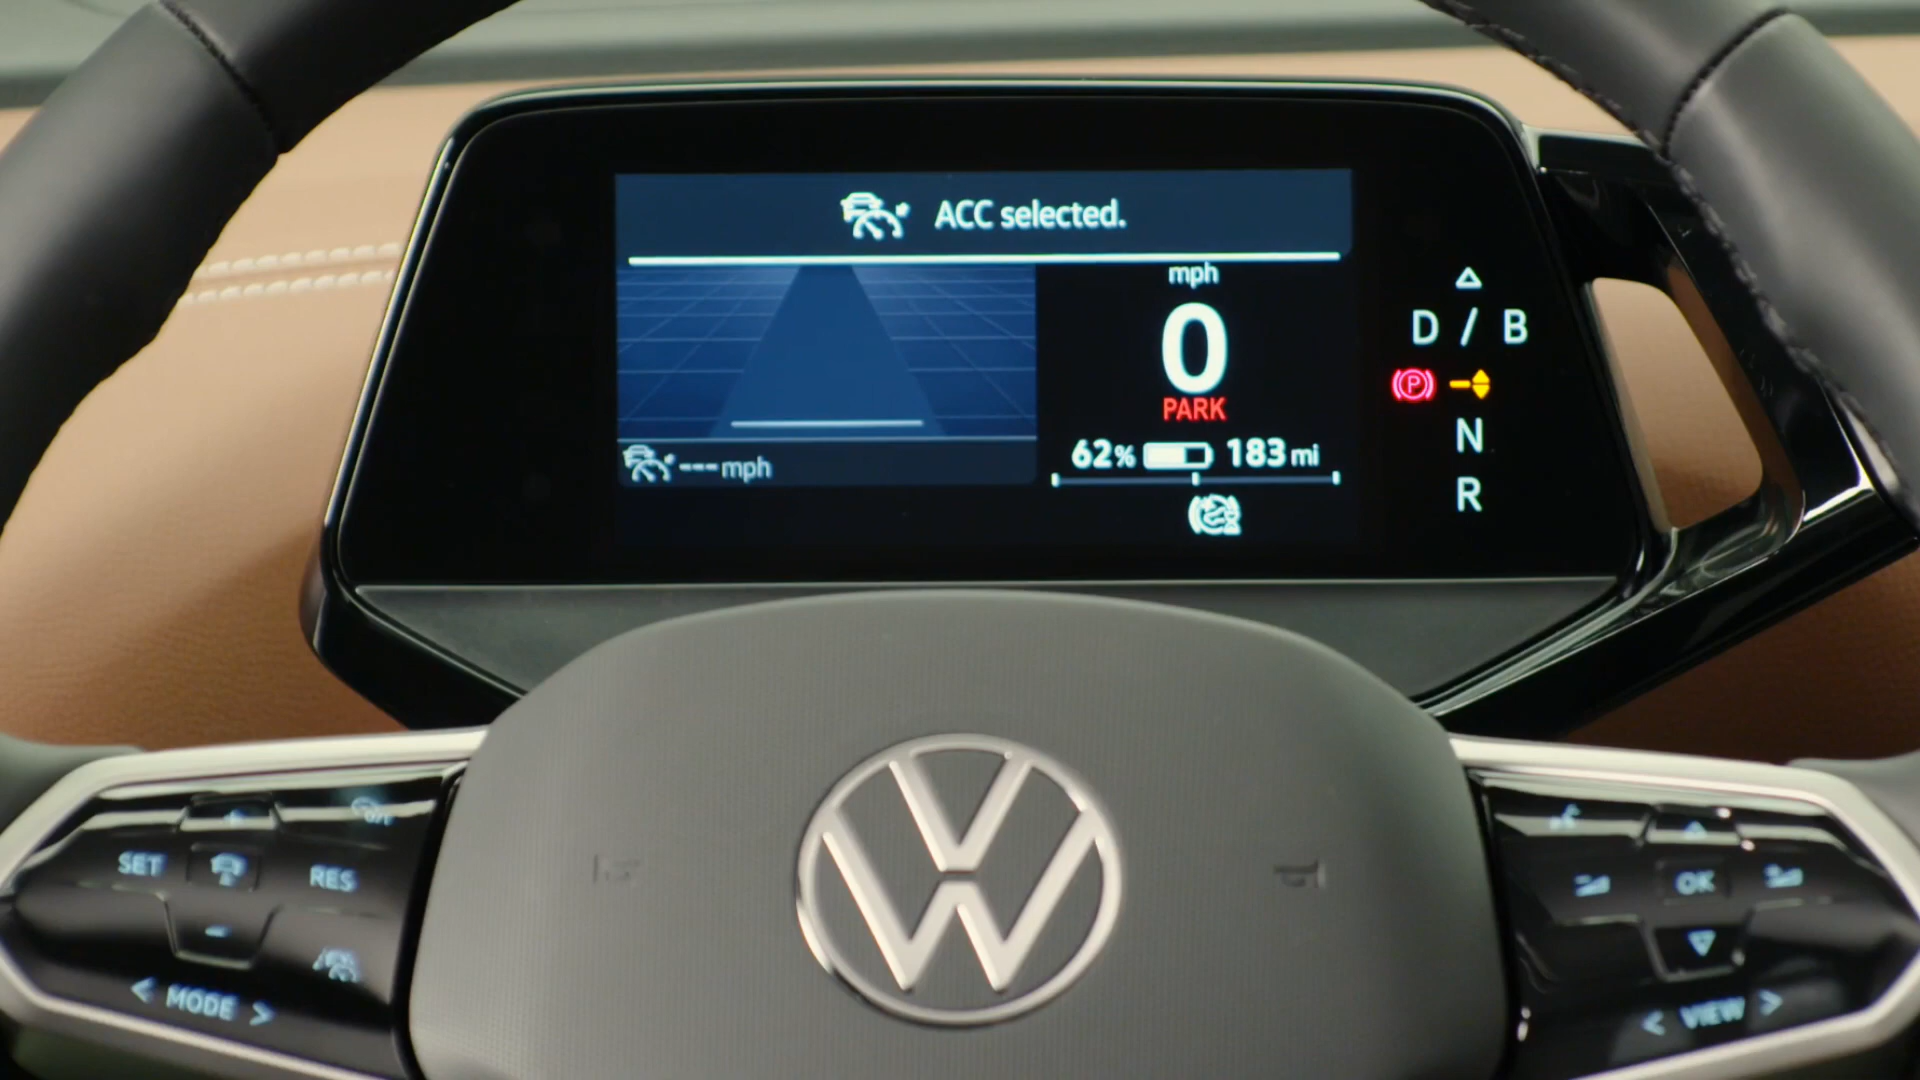 ACC selected.
mph
0
PARK
62% 183 mi
--- mph
D / B
P
N
R
SET RES
< MODE >
OK
< VIEW >